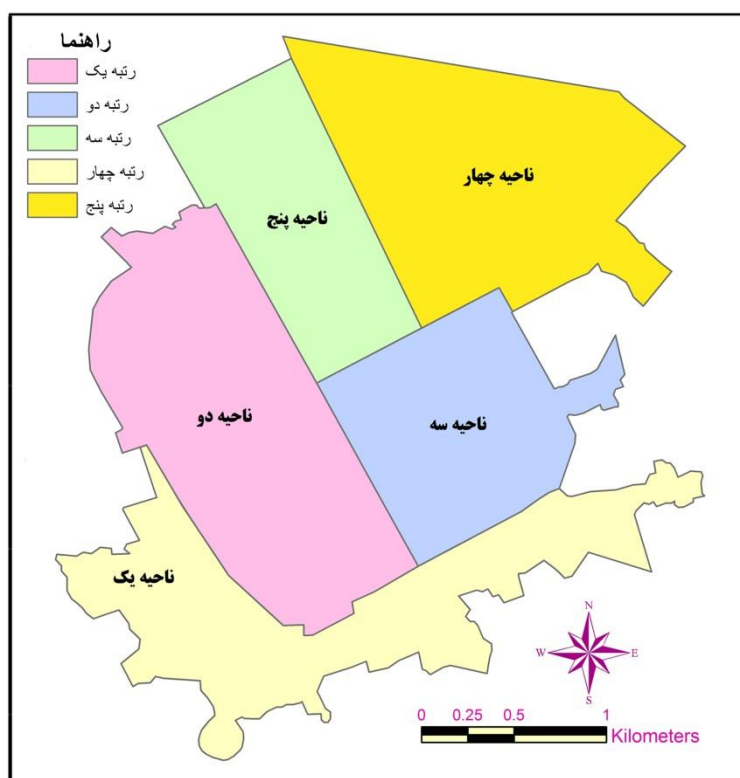 راهنما
رتبه یک
رتبه دو
رتبه سه
رتبه چهار
رتبه پنج
ناحیه چهار
ناحیه پنج
ناحیه دو
ناحیه سه
ناحیه یک
N
W E
S
0 0.25 0.5 1
Kilometers